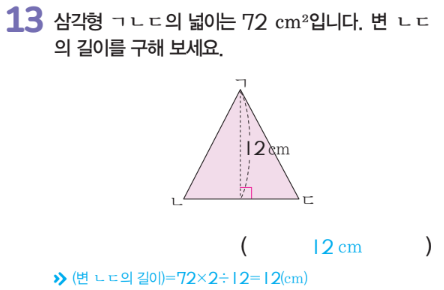 13 삼각형 ㄱㄴㄷ의 넓이는 72 cm²입니다. 변 ㄴㄷ
의 길이를 구해 보세요.
ㄱ
12cm
ㄴ ㄷ
( 12 cm )
≫ (변 ㄴㄷ의 길이)=72×2÷12=12(cm)